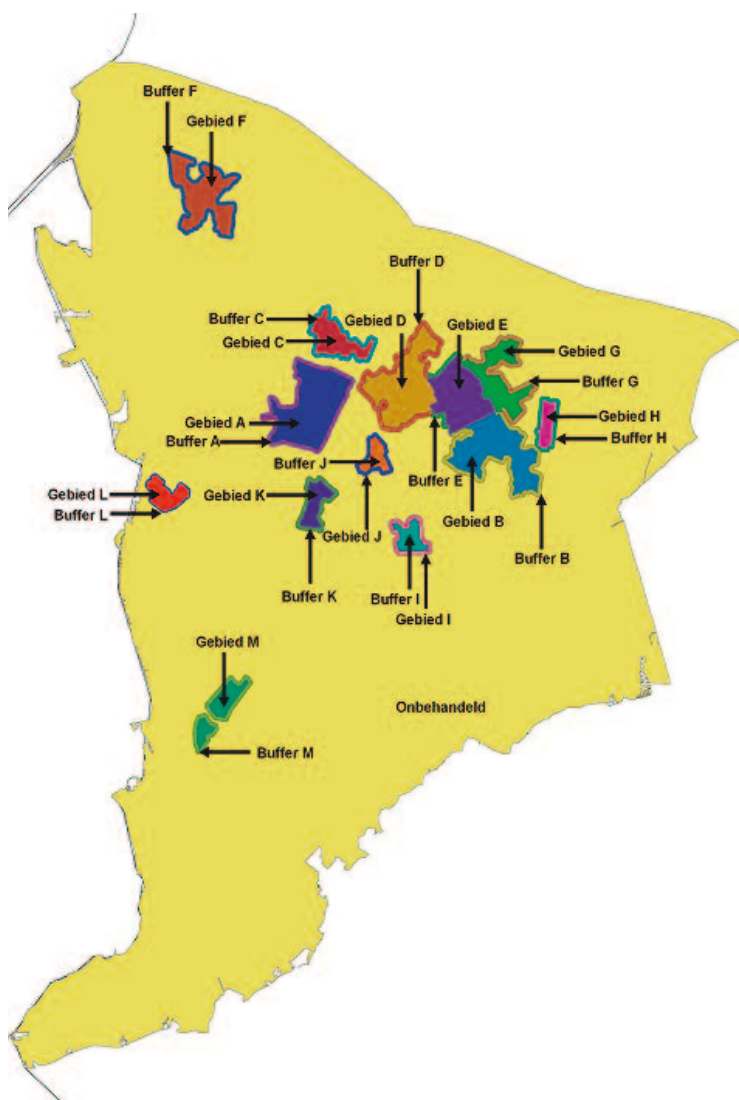 Buffer F
Gebied F
Buffer D
Buffer C
Gebied D
Gebied E
Gebied C
Gebied G
Buffer G
Gebied A
Gebied H
Buffer A
Buffer H
Buffer J
Buffer E
Gebied L
Gebied K
Buffer L
Gebied B
Gebied J
Buffer B
Buffer K
Buffer I
Gebied I
Gebied M
Onbehandeld
Buffer M